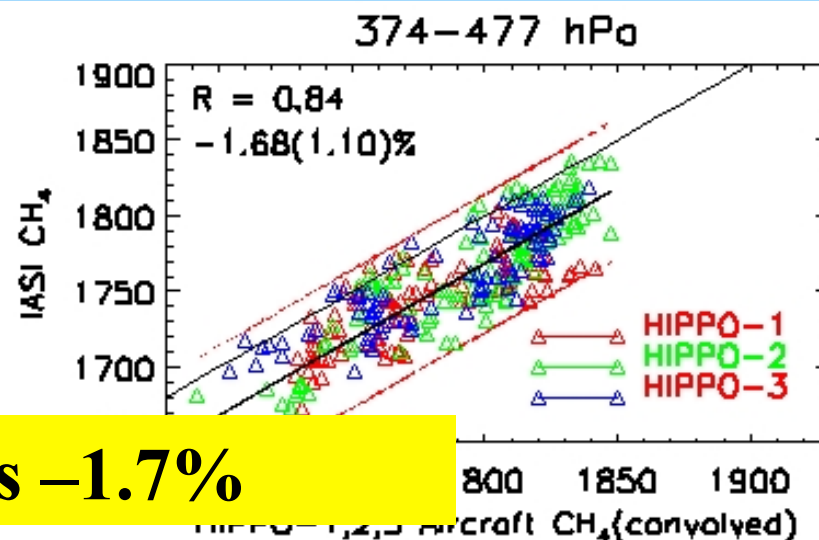 374-477 hPa
1900
R = 0.84
-1.68(1.10)%
1850
1800
IASI CH₄
1750
HIPPO-1
HIPPO-2
1700
HIPPO-3
s –1.7%
800 1850 1900
Aircraft CH₄(convolved)